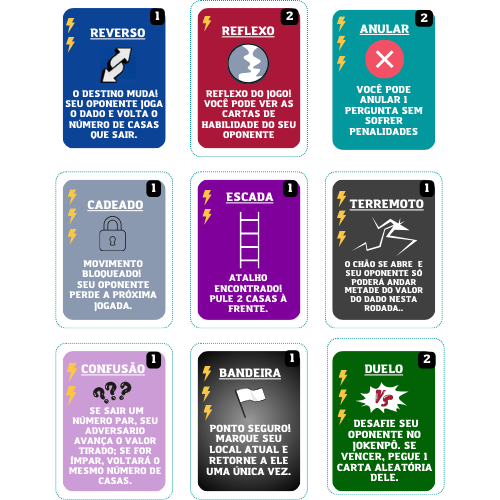 1
REVERSO
O DESTINO MUDA!
SEU OPONENTE JOGA
O DADO E VOLTA O
NÚMERO DE CASAS
QUE SAIR.
2
REFLEXO
REFLEXO DO JOGO!
VOCÊ PODE VER AS
CARTAS DE
HABILIDADE DO SEU
OPONENTE
2
ANULAR
VOCÊ PODE
ANULAR 1
PERGUNTA SEM
SOFRER
PENALIDADES
1
CADEADO
MOVIMENTO
BLOQUEADO!
SEU OPONENTE
PERDE A PRÓXIMA
JOGADA.
1
ESCADA
ATALHO
ENCONTRADO!
PULE 2 CASAS À
FRENTE.
1
TERREMOTO
O CHÃO SE ABRE E
SEU OPONENTE SÓ
PODERÁ ANDAR
METADE DO VALOR
DO DADO NESTA
RODADA..
1
CONFUSÃO
???
SE SAIR UM
NÚMERO PAR, SEU
ADVERSARIO
AVANÇA O VALOR
TIRADO; SE FOR
ÍMPAR, VOLTARÁ O
MESMO NÚMERO DE
CASAS.
1
BANDEIRA
PONTO SEGURO!
MARQUE SEU
LOCAL ATUAL E
RETORNE A ELE
UMA ÚNICA VEZ.
2
DUELO
VS
DESAFIE SEU
OPONENTE NO
JOKENPÔ. SE
VENCER, PEGUE 1
CARTA ALEATÓRIA
DELE.